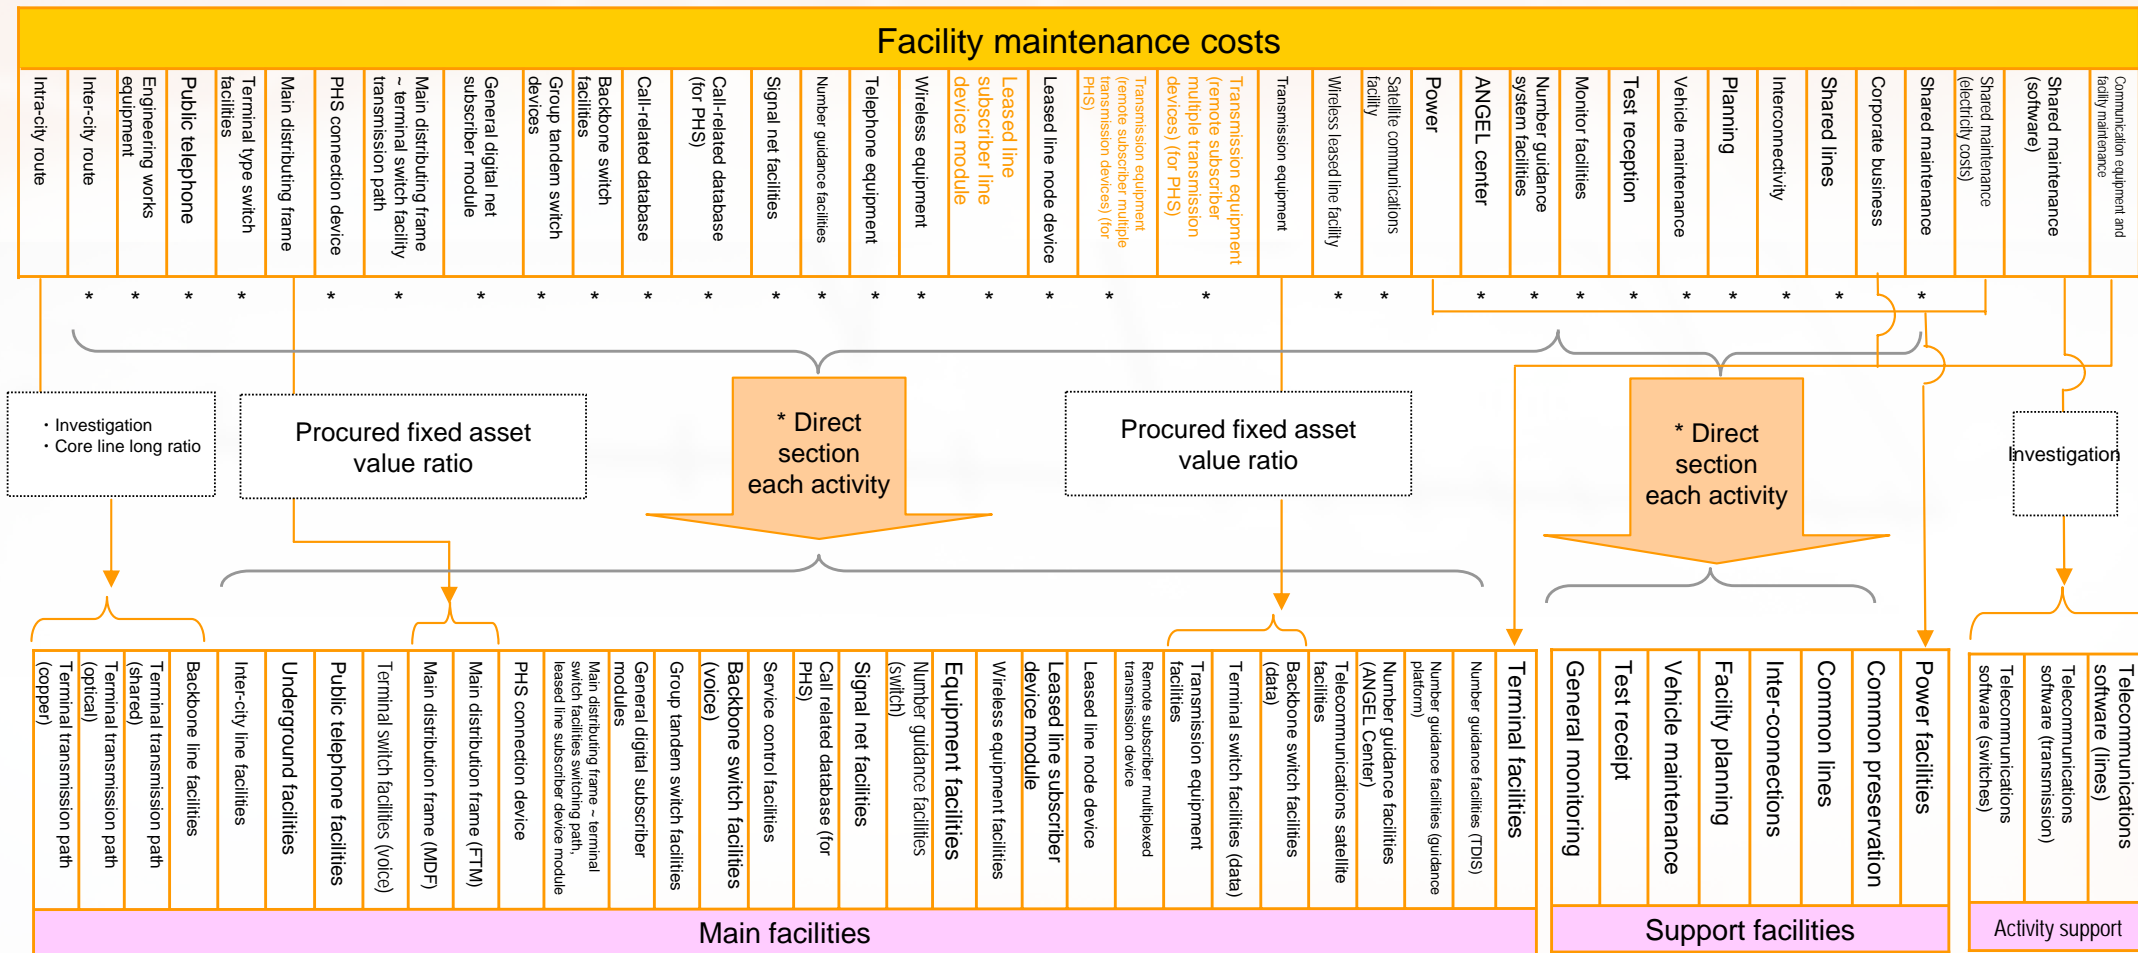 Facility maintenance costs
Intra-city route
Inter-city route
Engineering works
equipment
Public telephone
Terminal type switch
facilities
Main distributing frame
PHS connection device
Main distributing frame
~ terminal switch facility
transmission path
General digital net
subscriber module
Group tandem switch
devices
Backbone switch
facilities
Call-related database
Call-related database
(for PHS)
Signal net facilities
Number guidance facilities
Telephone equipment
Wireless equipment
Leased line
subscriber line
device module
Leased line node device
Transmission equipment
(remote subscriber multiple
transmission devices) (for
PHS)
Transmission equipment
(remote subscriber
multiple transmission
devices) (for PHS)
Transmission equipment
Wireless eased line facility
Satellite communications
facility
Power
ANGEL center
Number guidance
system facilities
Monitor facilities
Test reception
Vehicle maintenance
Planning
Interconnectivity
Shared lines
Corporate business
Shared maintenance
Shared maintenance
(electricity costs)
Shared maintenance
(software)
Communication equipment and
facility maintenance
* * * * * * * * * * * * * * * * * * * * * * * * * * * * * *
・Investigation
・Core line long ratio
Procured fixed asset
value ratio
* Direct
section
each activity
Procured fixed asset
value ratio
* Direct
section
each activity
Investigation
Terminal transmission path
(copper)
Terminal transmission path
(optical)
Terminal transmission path
(shared)
Backbone line facilities
Inter-city line facilities
Underground facilities
Public telephone facilities
Terminal switch facilities (voice)
Main distribution frame (MDF)
Main distribution frame (FTM)
PHS connection device
Main distributing frame ~ terminal
switch facilities switching path,
leased line subscriber device module
General digital subscriber
modules
Group tandem switch facilities
Backbone switch facilities
(voice)
Service control facilities
Call related database (for
PHS)
Signal net facilities
Number guidance facilities
(switch)
Equipment facilities
Wireless equipment facilities
Leased line subscriber
device module
Leased line node device
Remote subscriber multiplexed
transmission device
Transmission equipment
facilities
Terminal switch facilities (data)
Backbone switch facilities
(data)
Telecommunications satellite
facilities
Number guidance facilities
(ANGEL Center)
Number guidance facilities (guidance
platform)
Number guidance facilities (TDIS)
Terminal facilities
General monitoring
Test receipt
Vehicle maintenance
Facility planning
Inter-connections
Common lines
Common preservation
Power facilities
Telecommunications
software (switches)
Telecommunications
software (transmission)
Telecommunications
software (lines)
Main facilities
Support facilities
Activity support